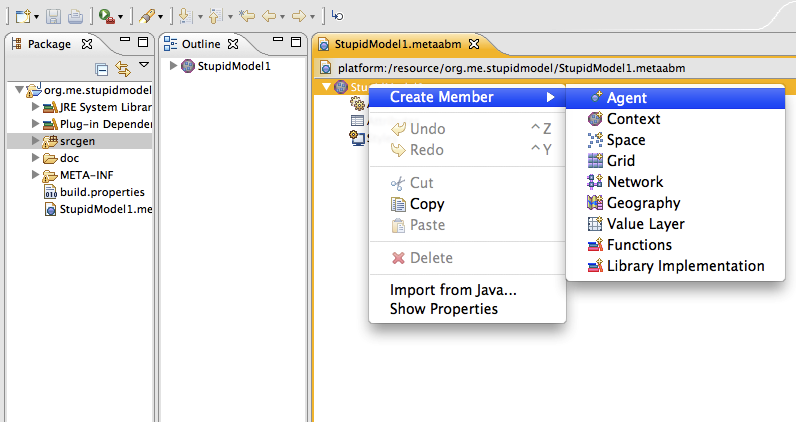 Package
Outline
StupidModel1.metaabm
StupidModel1
platform:/resource/org.me.stupidmodel/StupidModel1.metaabm
org.me.stupidmodel
JRE System Librar
Plug-in Depender
srcgen
doc
META-INF
build.properties
StupidModel1.me
Create Member
Undo ^ Z
Redo ^ Y
Cut
Copy
Paste
Delete
Import from Java...
Show Properties
Agent
Context
Space
Grid
Network
Geography
Value Layer
Functions
Library Implementation